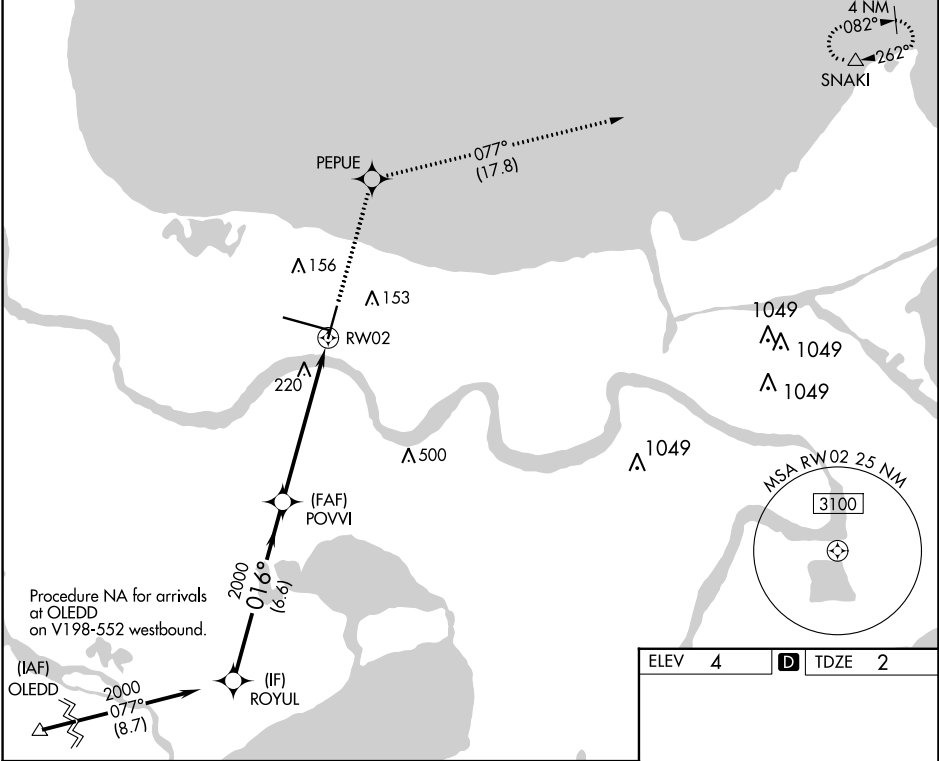 4 NM
082°
262°
SNAKI
PEPUE
077°
(17.8)
156
153
RW02
220
1049
1049
1049
1049
500
MSA RW02 25 NM
3100
(FAF)
POVVI
2000
016°
(6.6)
Procedure NA for arrivals
at OLEDD
on V198-552 westbound.
(IAF)
OLEDD
2000
077°
(8.7)
(IF)
ROYUL
ELEV 4 D TDZE 2